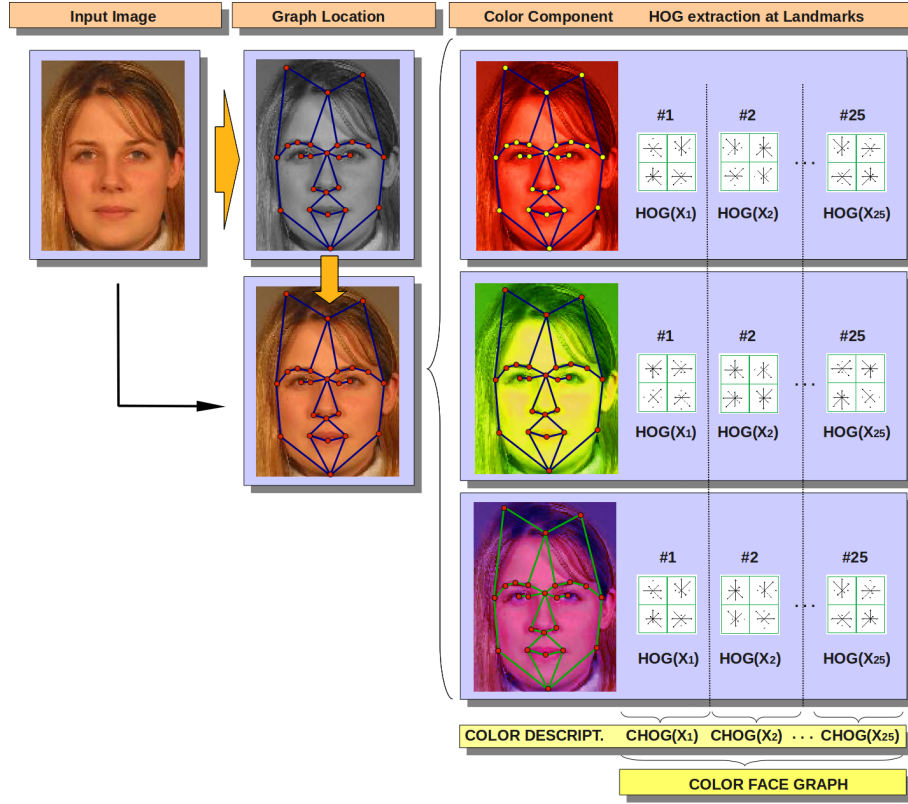 Input Image
Graph Location
Color Component
HOG extraction at Landmarks
#1
#2
#25
. . .
HOG(X1)
HOG(X2)
HOG(X25)
#1
#2
#25
. . .
HOG(X1)
HOG(X2)
HOG(X25)
#1
#2
#25
. . .
HOG(X1)
HOG(X2)
HOG(X25)
COLOR DESCRIPT. CHOG(X1) CHOG(X2) . . . CHOG(X25)
COLOR FACE GRAPH